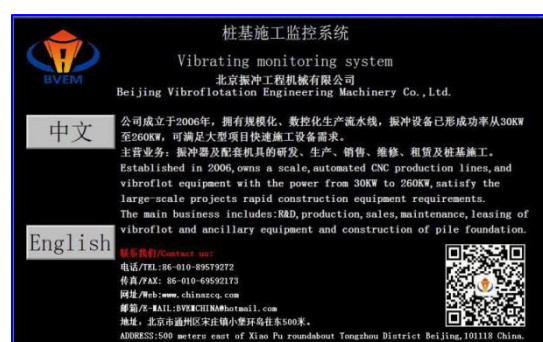 桩基施工监控系统
Vibrating monitoring system
北京振冲工程机械有限公司
Beijing Vibroflotation Engineering Machinery Co.,Ltd.
BVEM
中文
公司成立于2006年，拥有规模化、数控化生产流水线，振冲设备已形成功率从30KW
至260KW，可满足大型项目快速施工设备需求。
主营业务：振冲器及配套机具的研发、生产、销售、维修、租赁及桩基施工。
Established in 2006,owns a scale,automated CNC production lines,and
vibroflot equipment with the power from 30KW to 260KW,satisfy the
large-scale projects rapid construction equipment requirements.
The main business includes:R&D,production,sales,maintenance,leasing of
vibroflot and ancillary equipment and construction of pile foundation.
English
联系我们/Contact us:
电话/TEL:86-010-89579272
传真/FAX: 86-010-69592173
网址/Web:www.chinazcq.com
邮箱/E-MAIL:BVEMCHINA@hotmail.com
地址：北京市通州区宋庄镇小堡环岛往东500米。
ADDRESS:500 meters east of Xiao Pu roundabout Tongzhou District Beijing,101118 China.